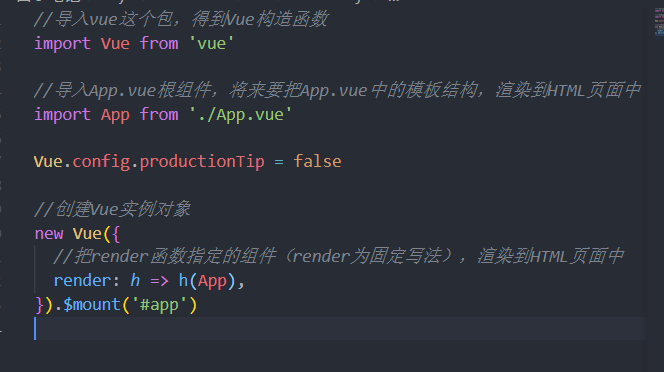 //导入vue这个包，得到Vue构造函数
import Vue from 'vue'
//导入App.vue根组件，将来要把App.vue中的模板结构，渲染到HTML页面中
import App from './App.vue'
Vue.config.productionTip = false
//创建Vue实例对象
new Vue({
//把render函数指定的组件（render为固定写法），渲染到HTML页面中
render: h => h(App),
}).$mount('#app')